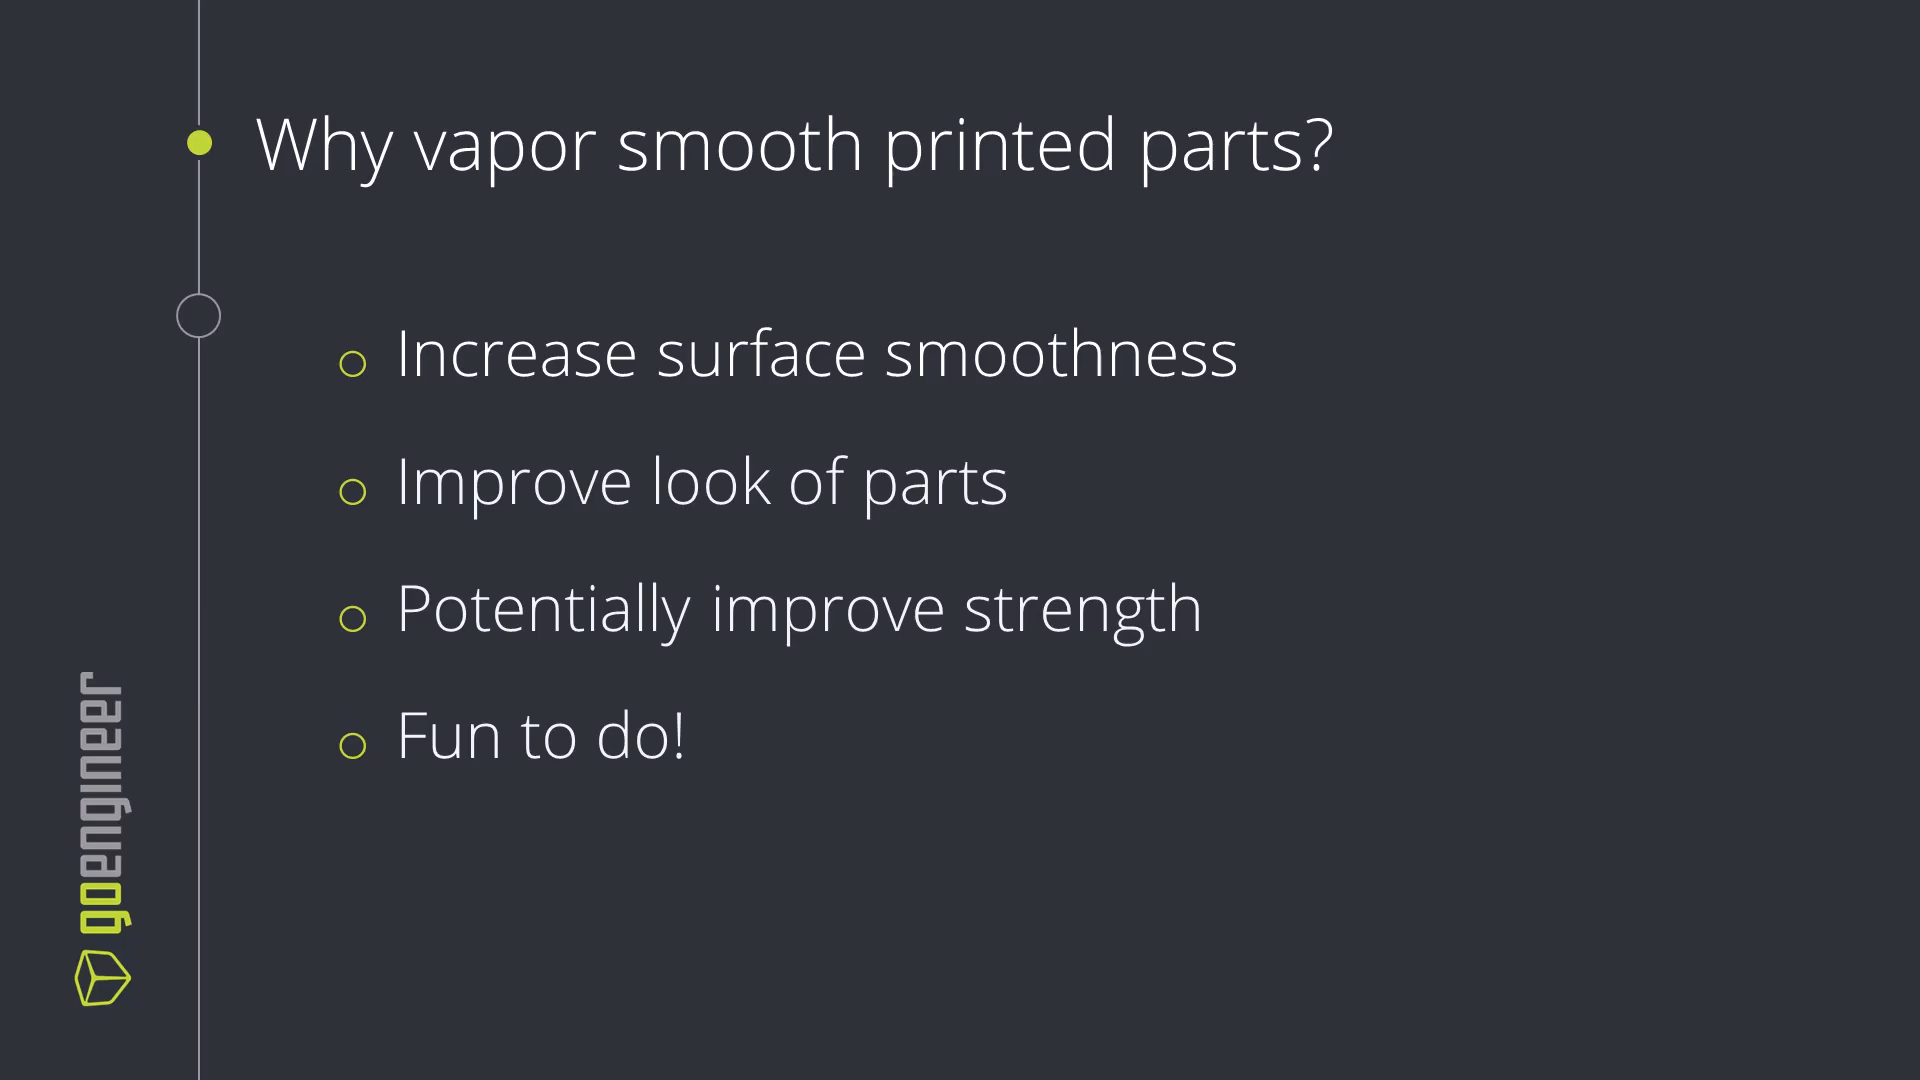 Why vapor smooth printed parts?
Increase surface smoothness
Improve look of parts
Potentially improve strength
Fun to do!
goengineer